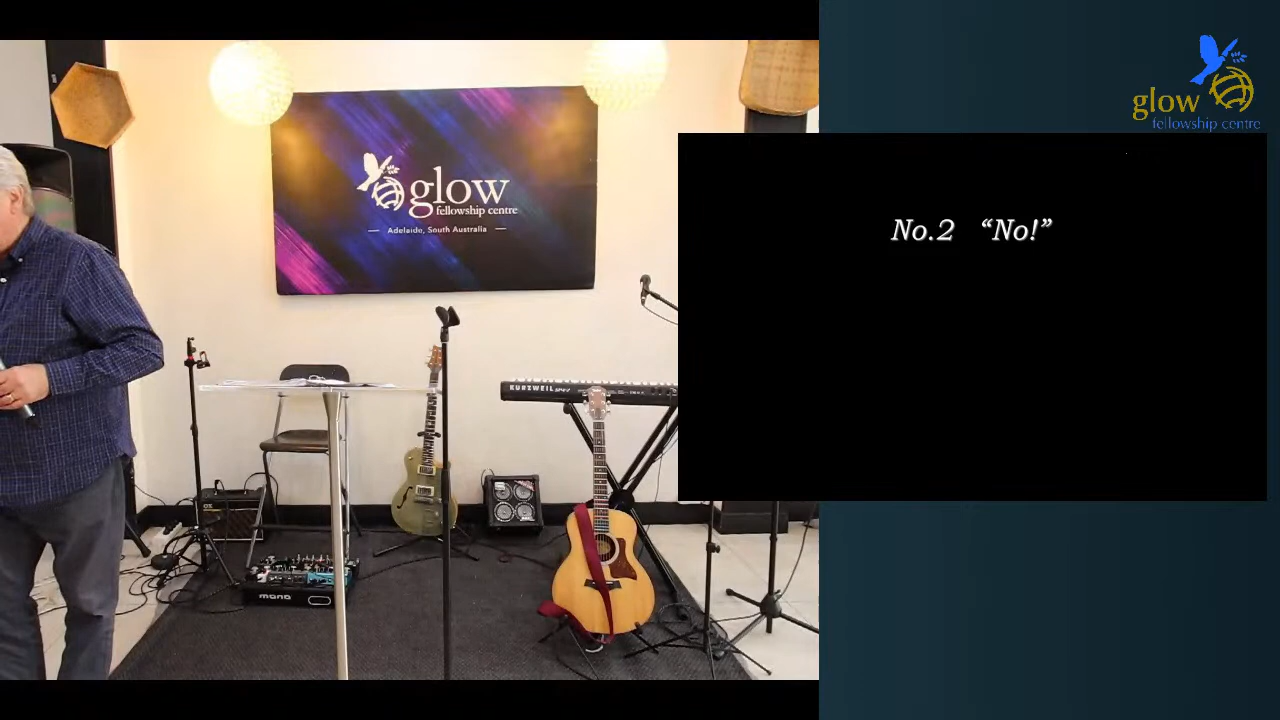 glow
fellowship centre
Adelaide, South Australia
KURZWEIL
mono
glow
fellowship centre
No.2 “No!”